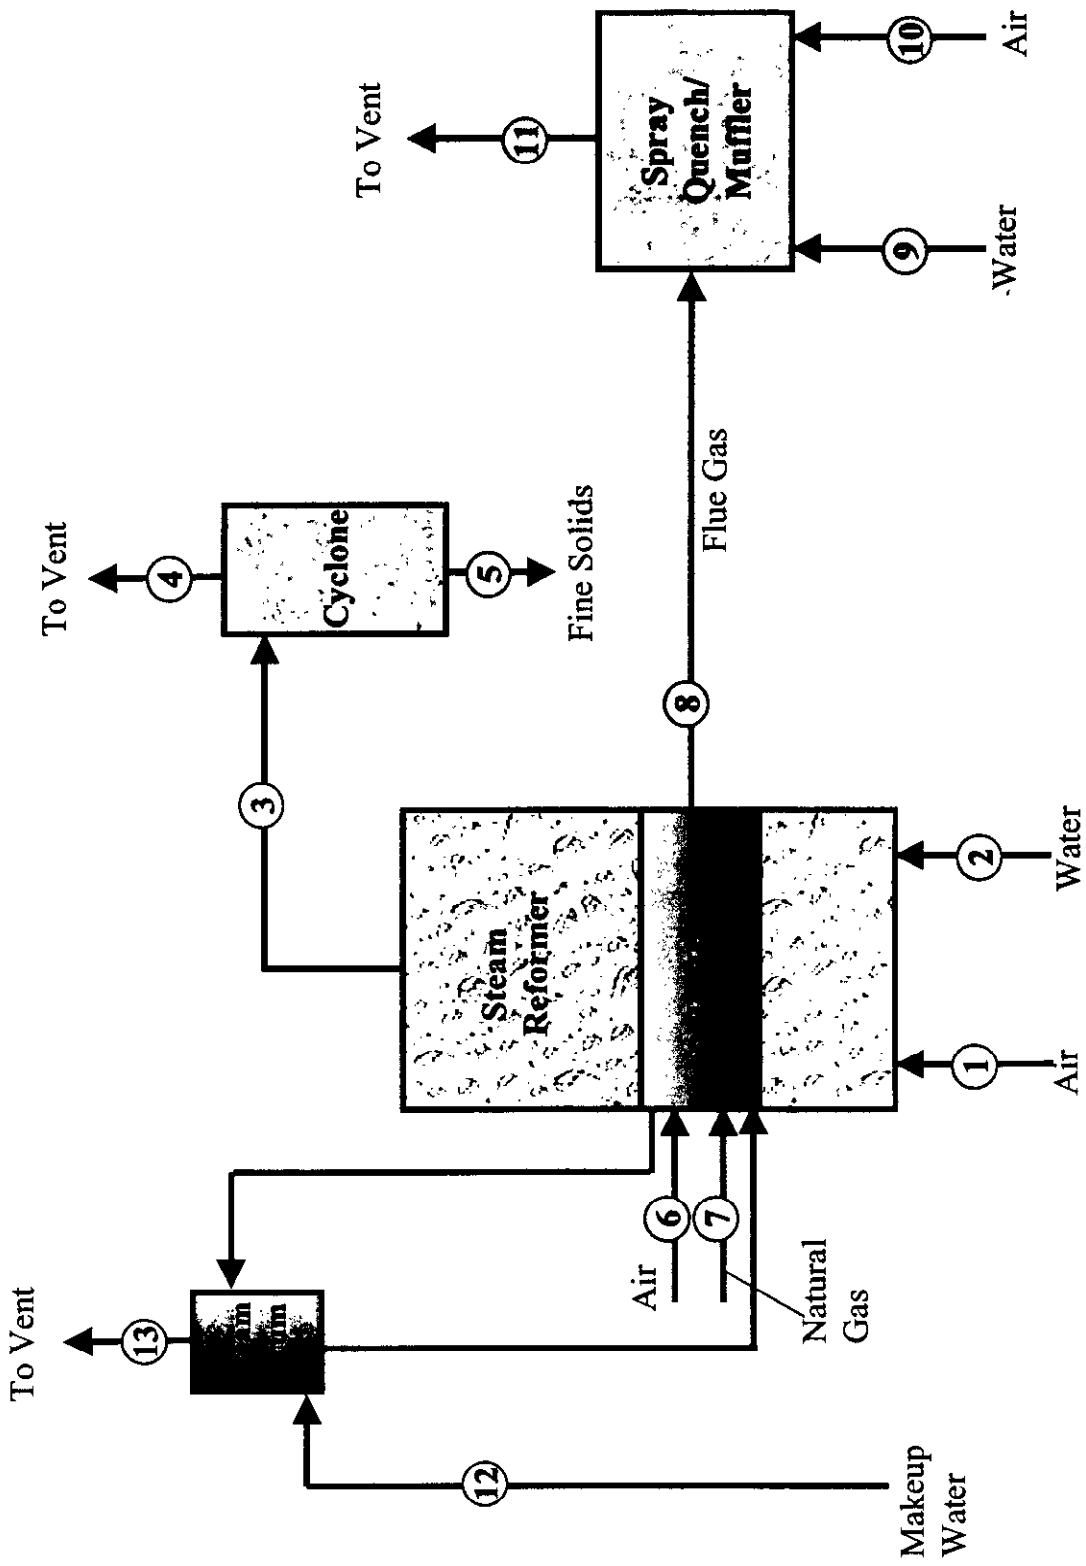 To Vent
13
am
um
12
Makeup
Water
Air
6
7
Natural
Gas
Steam
Reformer
1
Air
2
Water
3
To Vent
4
Cyclone
5
Fine Solids
8
Flue Gas
To Vent
11
Spray
Quench/
Muffler
9
Water
10
Air